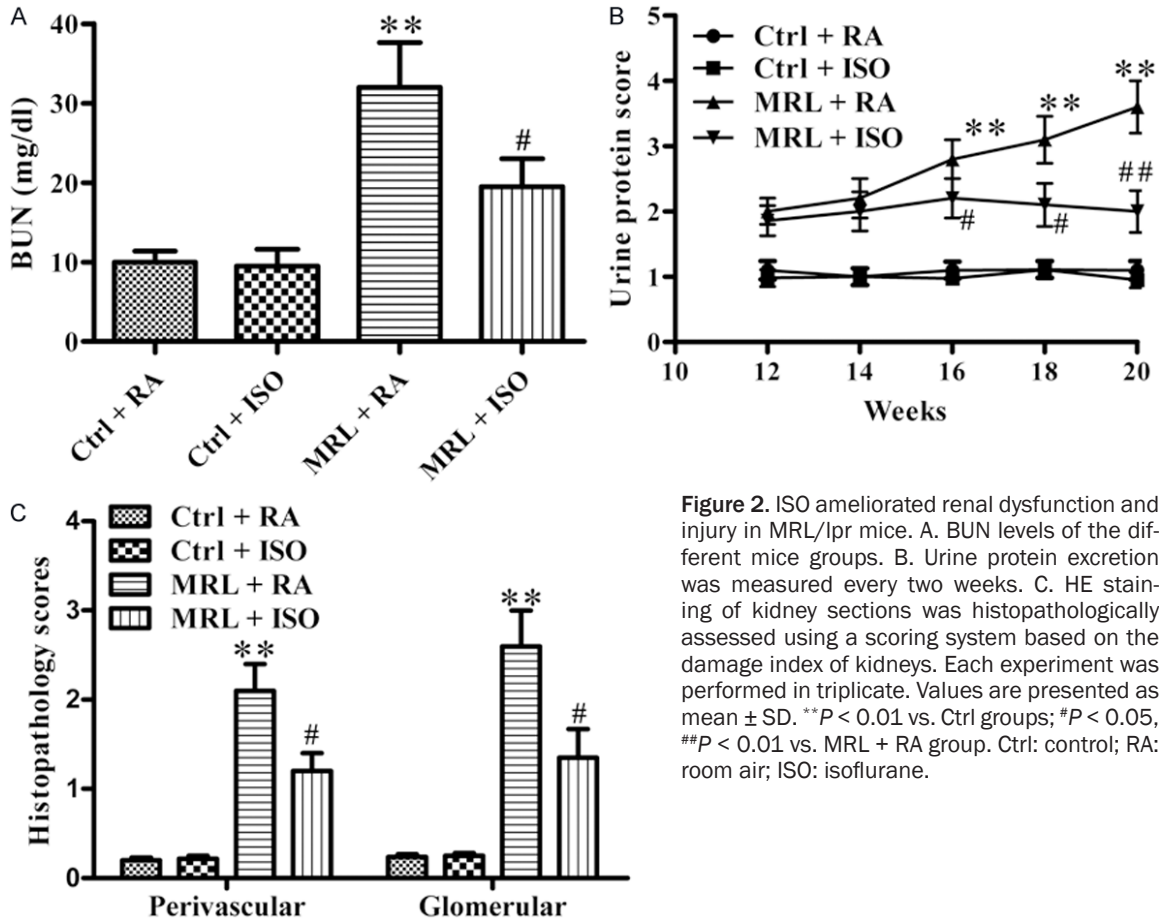 A
BUN (mg/dl)
40
30
20
10
0
**
#
Ctrl + RA
Ctrl + ISO
MRL + RA
MRL + ISO
B
Urine protein score
5
4
3
2
1
0
Ctrl + RA
Ctrl + ISO
MRL + RA
MRL + ISO
**
**
**
#
#
##
10 12 14 16 18 20
Weeks
C
Histopathology scores
4
3
2
1
0
Ctrl + RA
Ctrl + ISO
MRL + RA
MRL + ISO
**
#
**
#
Perivascular Glomerular
Figure 2. ISO ameliorated renal dysfunction and
injury in MRL/lpr mice. A. BUN levels of the dif-
ferent mice groups. B. Urine protein excretion
was measured every two weeks. C. HE stain-
ing of kidney sections was histopathologically
assessed using a scoring system based on the
damage index of kidneys. Each experiment was
performed in triplicate. Values are presented as
mean ± SD. **P < 0.01 vs. Ctrl groups; #P < 0.05,
##P < 0.01 vs. MRL + RA group. Ctrl: control; RA:
room air; ISO: isoflurane.